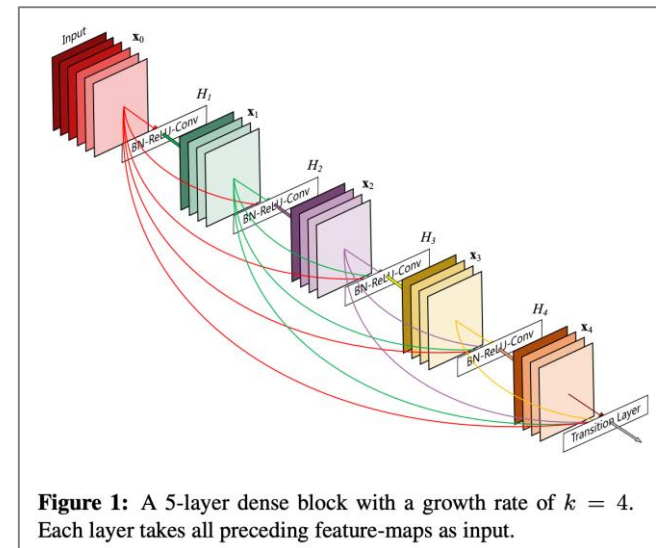 Input
x₀
H₁
BN-ReLU-Conv
x₁
H₂
BN-ReLU-Conv
x₂
H₃
BN-ReLU-Conv
x₃
H₄
BN-ReLU-Conv
x₄
Transition Layer
Figure 1: A 5-layer dense block with a growth rate of k = 4.
Each layer takes all preceding feature-maps as input.